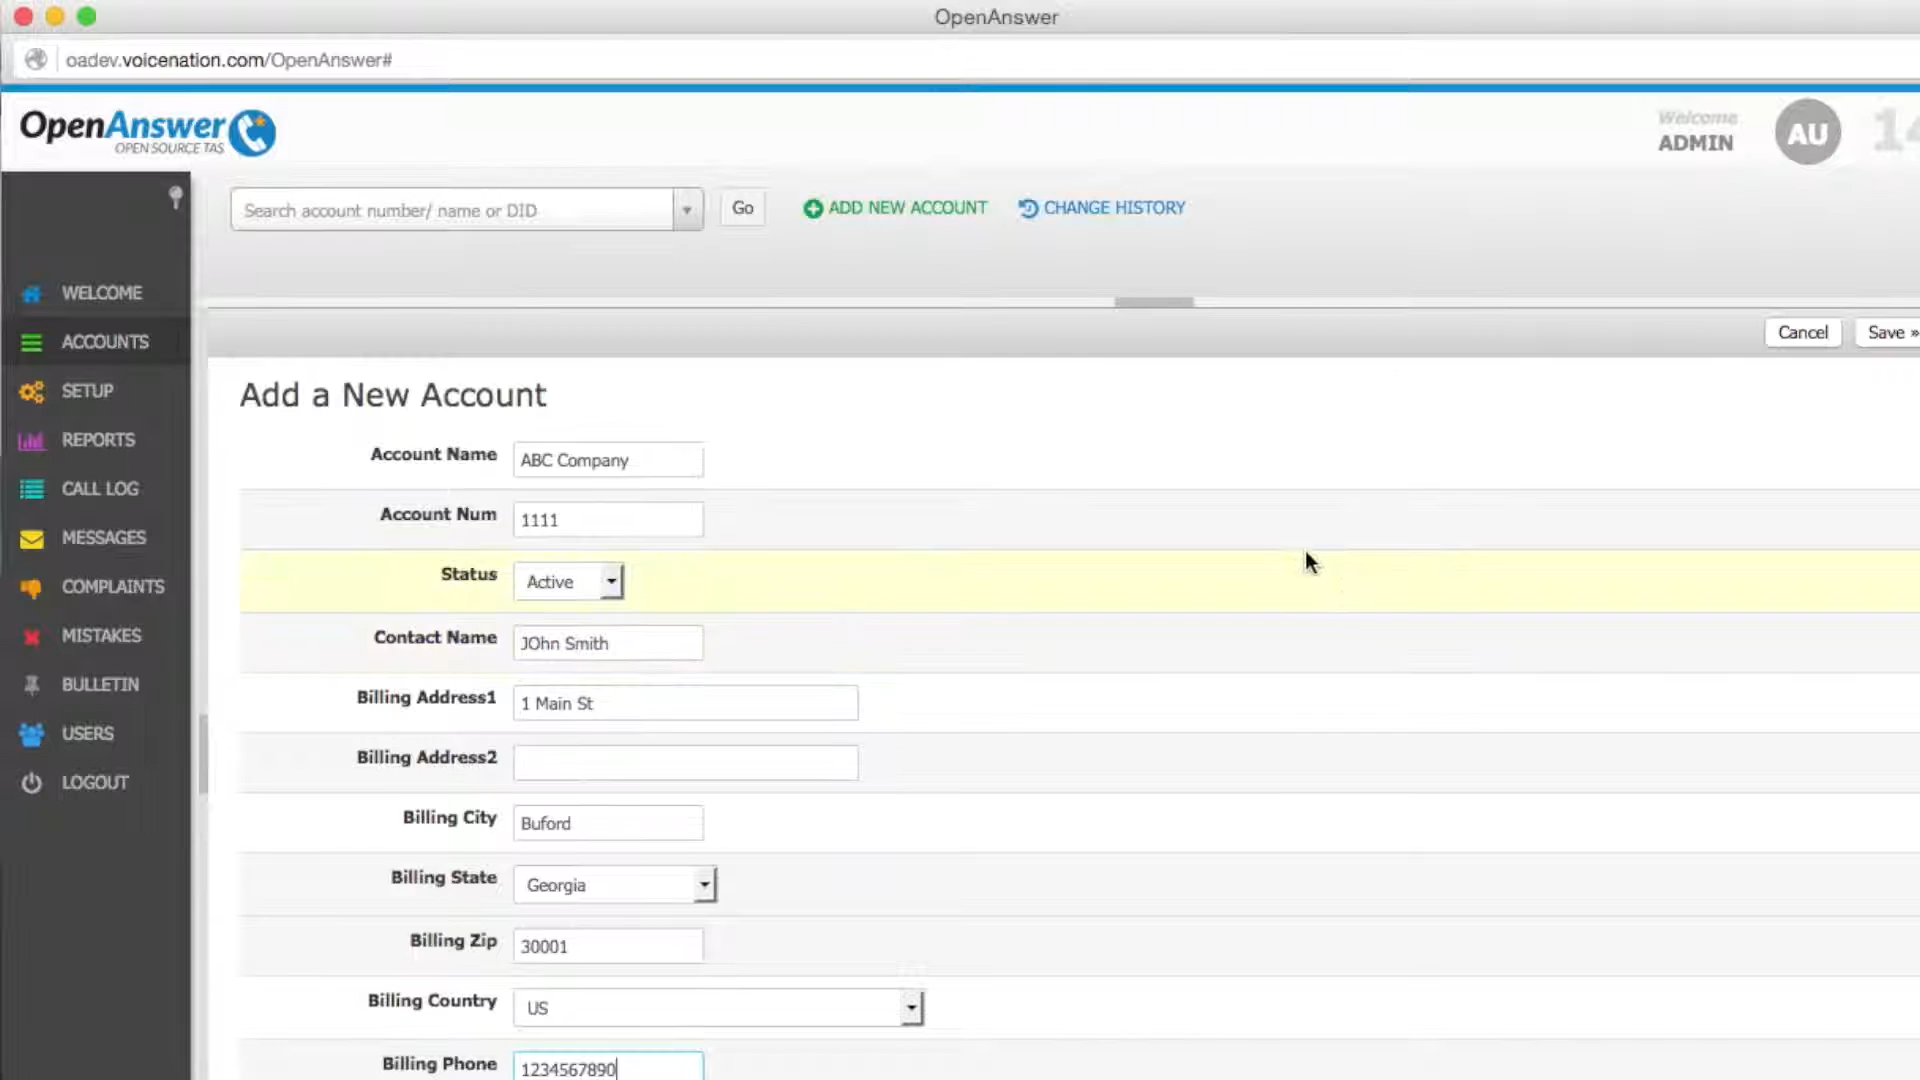 OpenAnswer
oadev.voicenation.com/OpenAnswer#
OpenAnswer
OPEN SOURCE TAS
Welcome
ADMIN
AU
14
Search account number/ name or DID
Go
ADD NEW ACCOUNT
CHANGE HISTORY
WELCOME
ACCOUNTS
SETUP
REPORTS
CALL LOG
MESSAGES
COMPLAINTS
MISTAKES
BULLETIN
USERS
LOGOUT
Cancel
Save »
Add a New Account
Account Name ABC Company
Account Num 1111
Status Active
Contact Name JOhn Smith
Billing Address1 1 Main St
Billing Address2
Billing City Buford
Billing State Georgia
Billing Zip 30001
Billing Country US
Billing Phone 1234567890